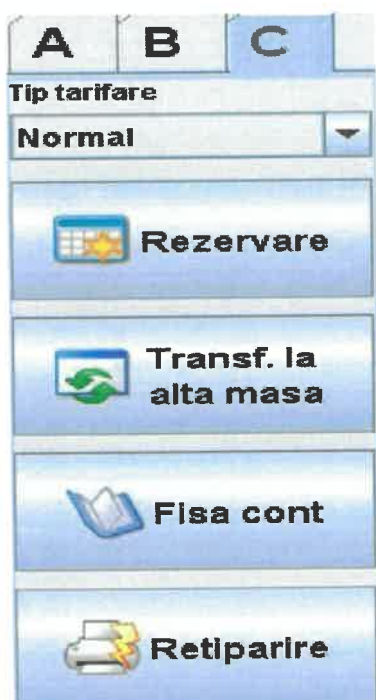 A B C
Tip tarifare
Normal
Rezervare
Transf. la
alta masa
Fisa cont
Retiparire